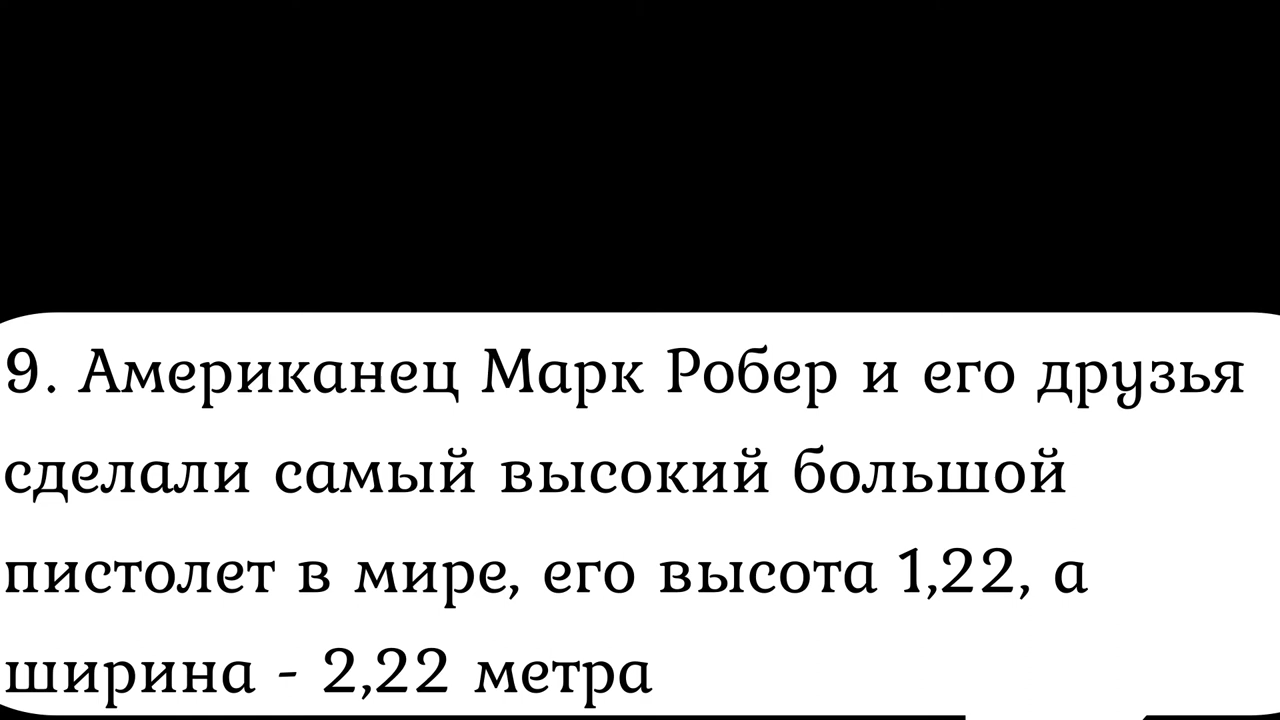 9. Американец Марк Робер и его друзья
сделали самый высокий большой
пистолет в мире, его высота 1,22, а
ширина - 2,22 метра